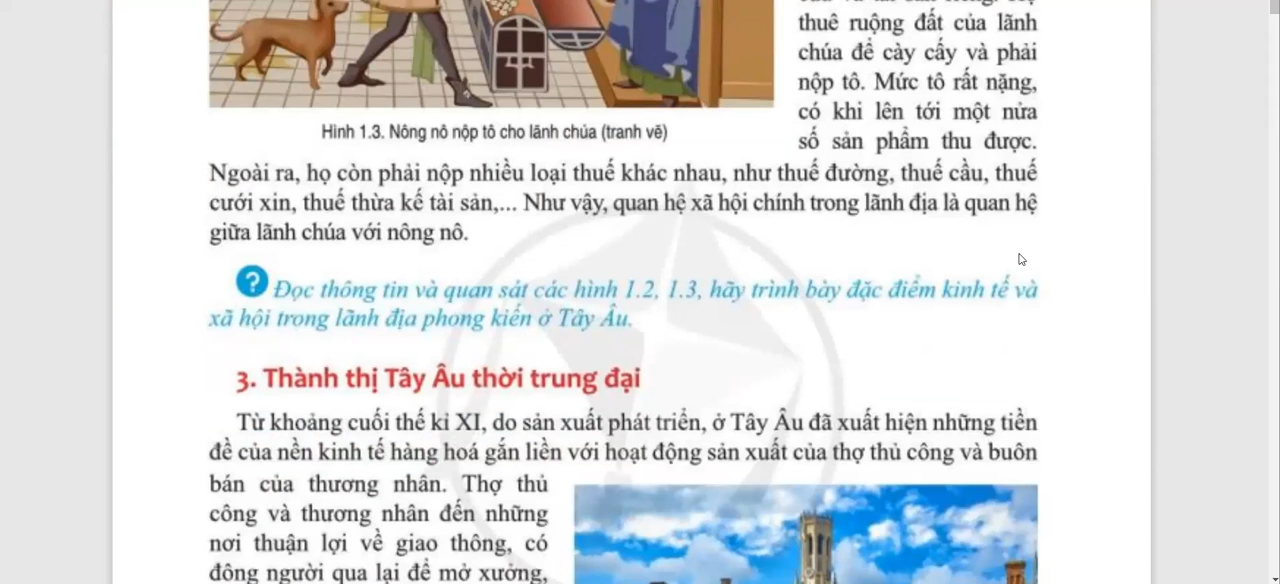 thuê ruộng đất của lãnh
chúa để cày cấy và phải
nộp tô. Mức tô rất nặng,
có khi lên tới một nửa
số sản phẩm thu được.
Hình 1.3. Nông nô nộp tô cho lãnh chúa (tranh vẽ)
Ngoài ra, họ còn phải nộp nhiều loại thuế khác nhau, như thuế đường, thuế cầu, thuế
cưới xin, thuế thừa kế tài sản,... Như vậy, quan hệ xã hội chính trong lãnh địa là quan hệ
giữa lãnh chúa với nông nô.
? Đọc thông tin và quan sát các hình 1.2, 1.3, hãy trình bày đặc điểm kinh tế và
xã hội trong lãnh địa phong kiến ở Tây Âu.
3. Thành thị Tây Âu thời trung đại
Từ khoảng cuối thế kỉ XI, do sản xuất phát triển, ở Tây Âu đã xuất hiện những tiền
đề của nền kinh tế hàng hoá gắn liền với hoạt động sản xuất của thợ thủ công và buôn
bán của thương nhân. Thợ thủ
công và thương nhân đến những
nơi thuận lợi về giao thông, có
đông người qua lại để mở xưởng,